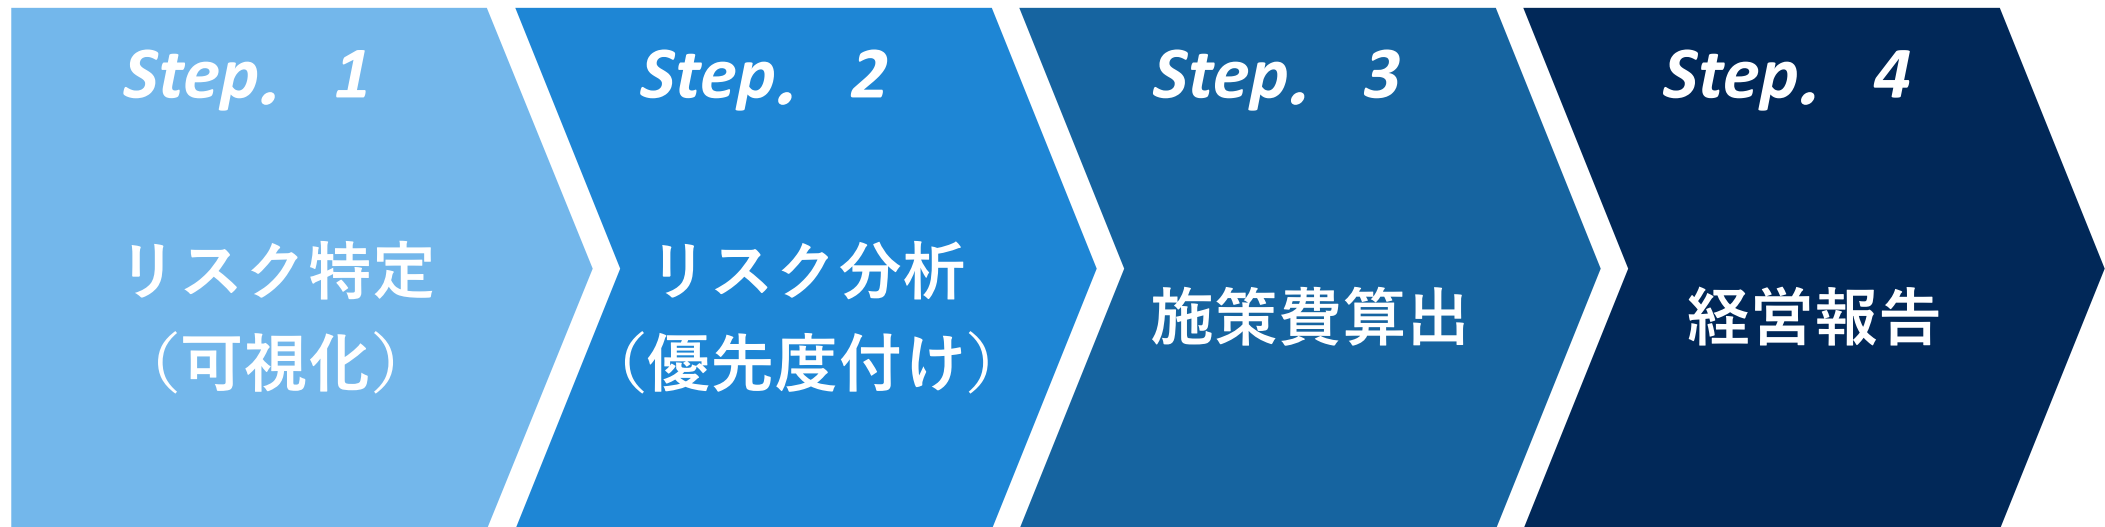 Step. 1
リスク特定
（可視化）
Step. 2
リスク分析
（優先度付け）
Step. 3
施策費算出
Step. 4
経営報告